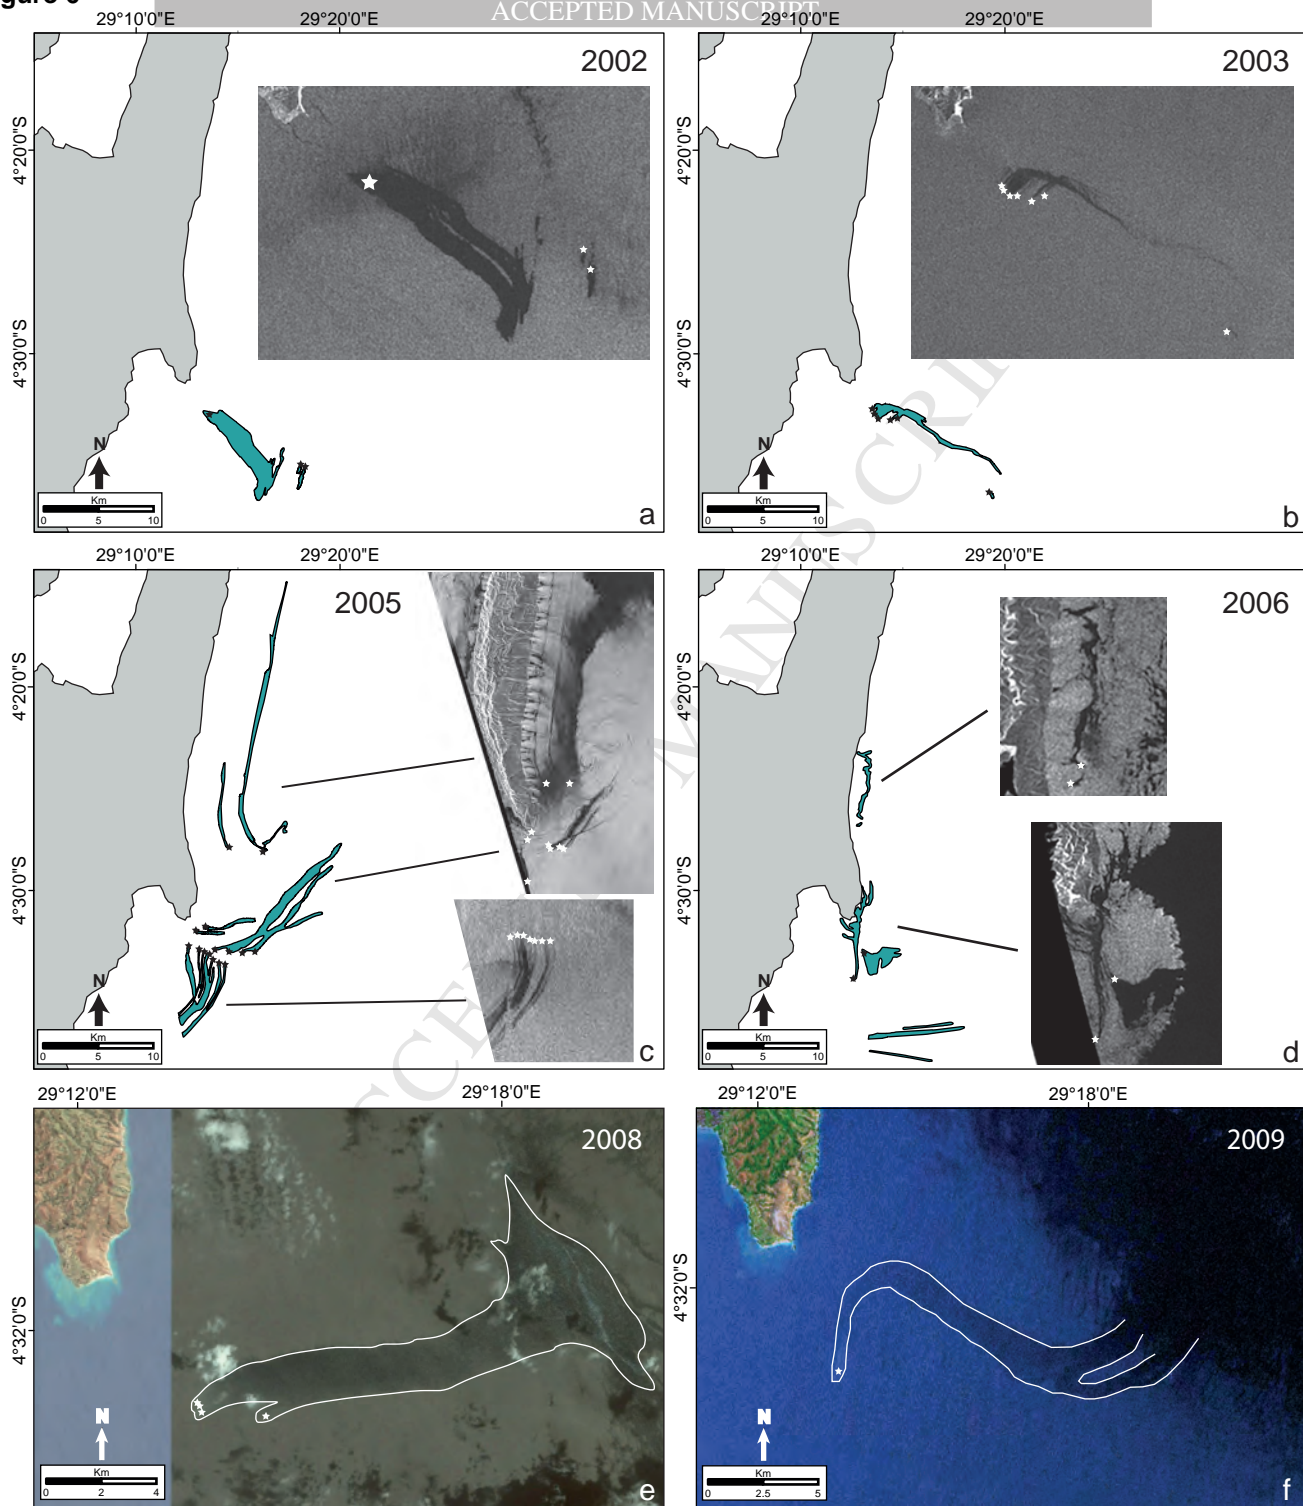 ACCEPTED MANUSCRIPT
29°10'0"E 29°20'0"E 29°10'0"E 29°20'0"E
2002 2003
4°20'0"S 4°20'0"S
4°30'0"S 4°30'0"S
N N
Km Km
0 5 10 0 5 10
a b
29°10'0"E 29°20'0"E 29°10'0"E 29°20'0"E
2005 2006
4°20'0"S 4°20'0"S
4°30'0"S 4°30'0"S
N N
Km Km
0 5 10 0 5 10
c d
29°12'0"E 29°18'0"E 29°12'0"E 29°18'0"E
2008 2009
4°32'0"S 4°32'0"S
N N
Km Km
0 2 4 0 2.5 5
e f